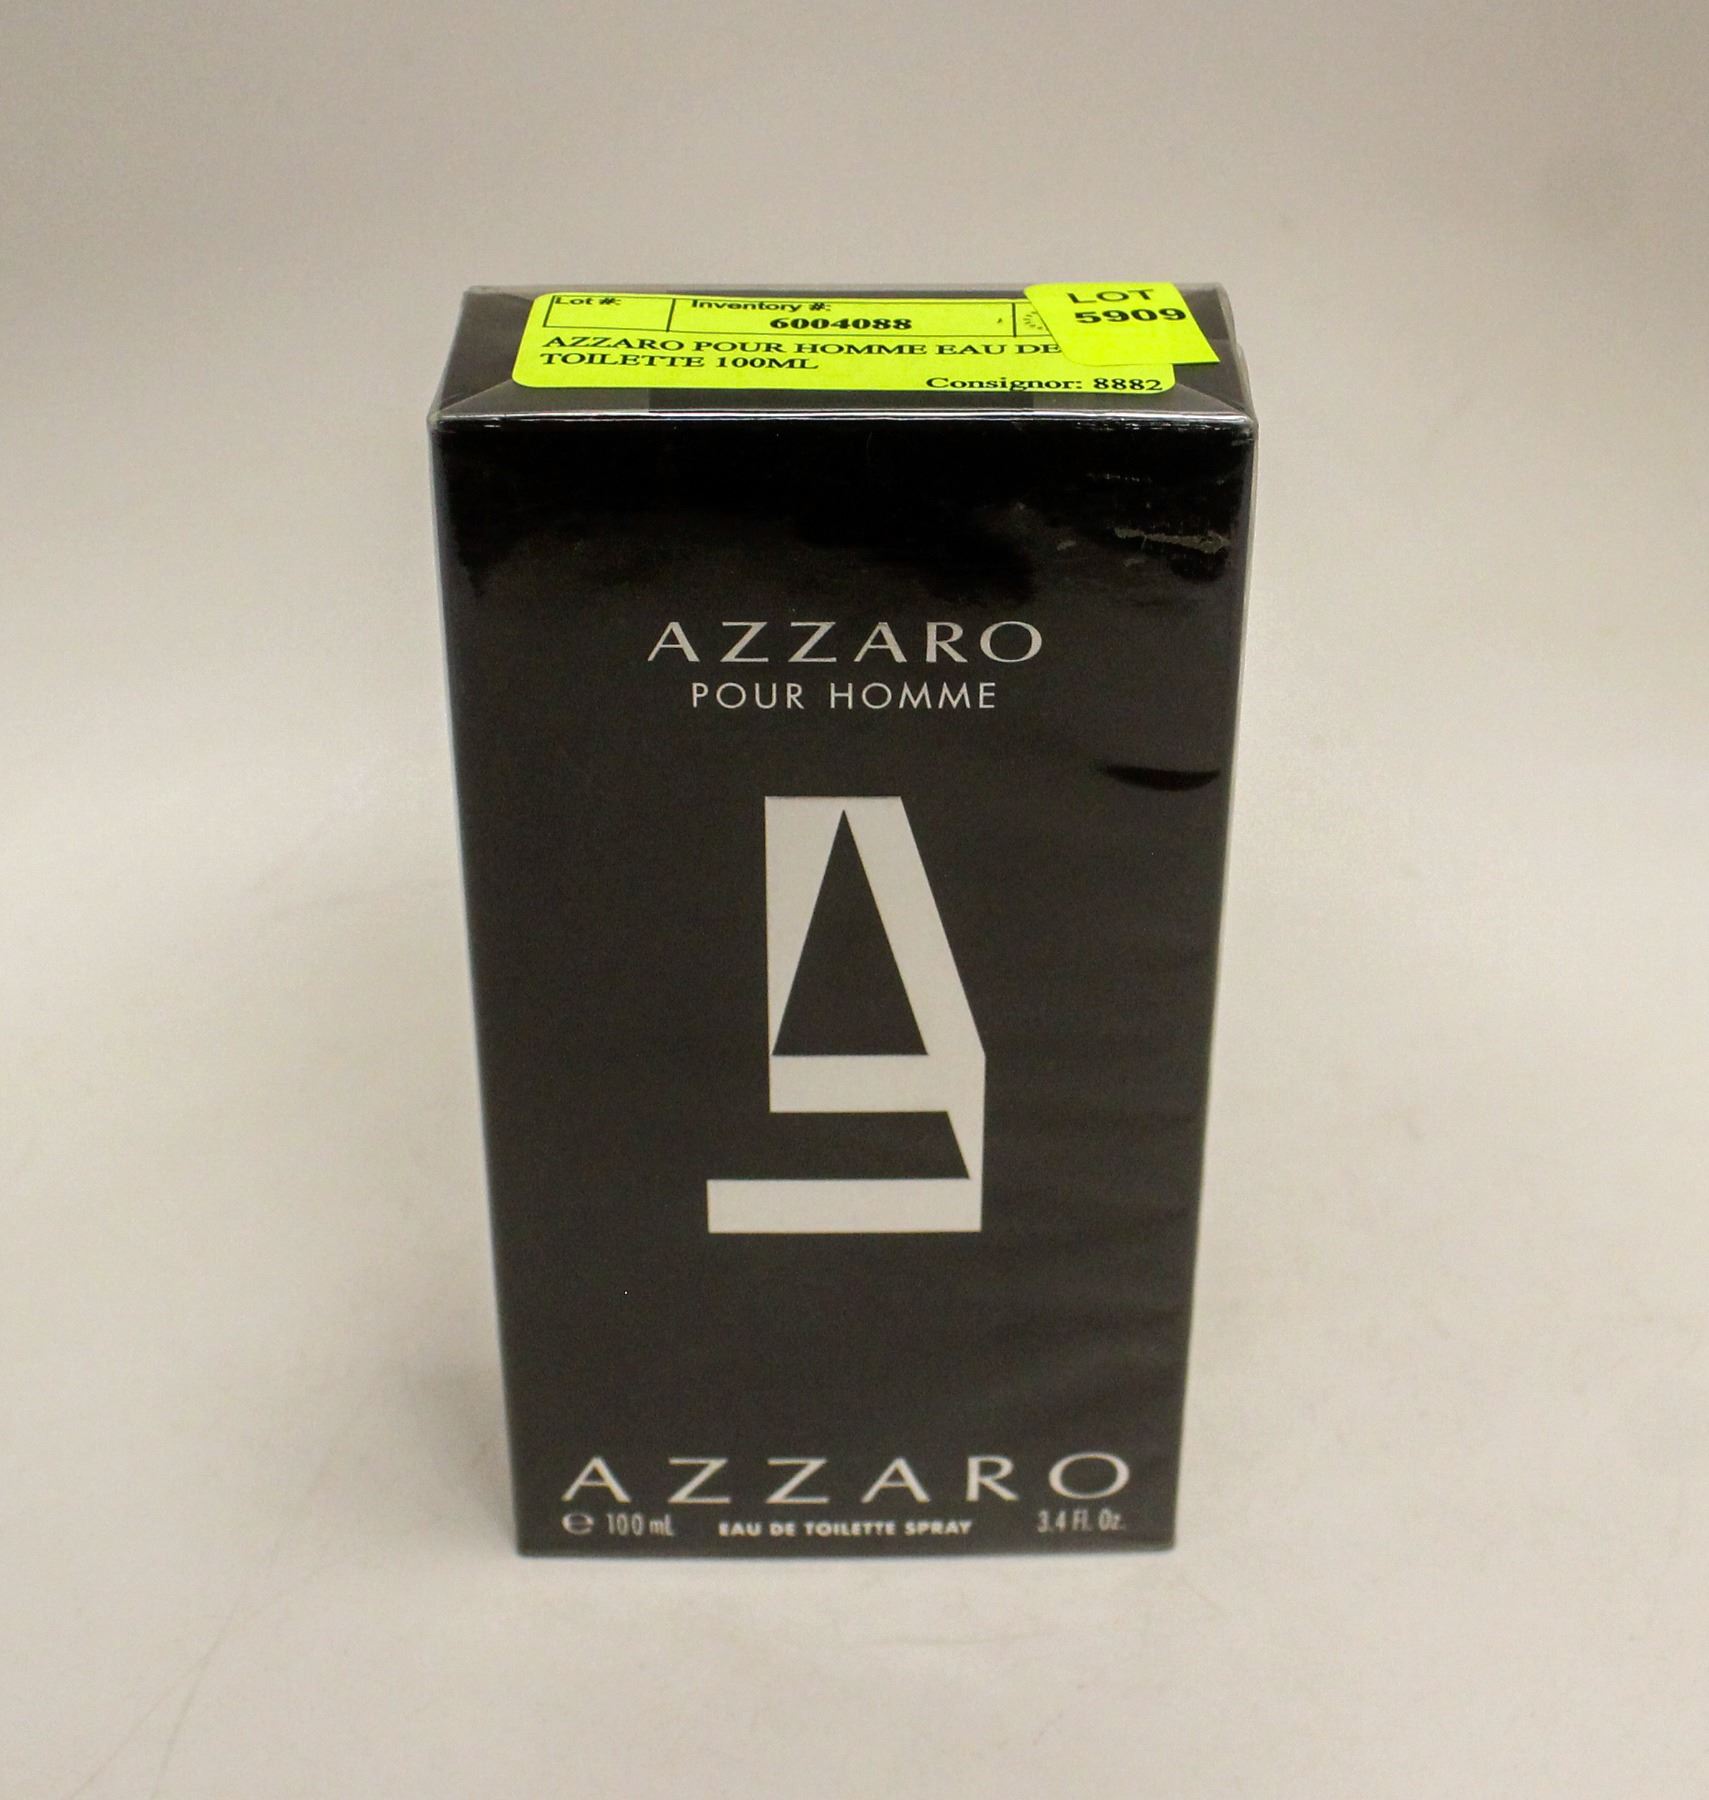 Lot #:
Inventory #:
6004088
LOT
5909
AZZARO POUR HOMME EAU DE
TOILETTE 100ML
Consignor: 8882
AZZARO
POUR HOMME
AZZARO
℮ 100 mL EAU DE TOILETTE SPRAY 3.4 Fl. Oz.